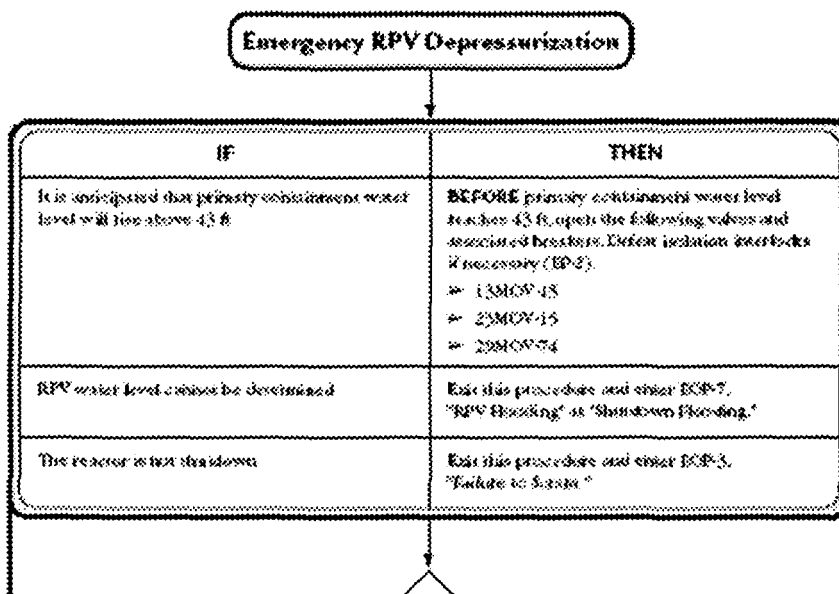 Emergency RPV Depressurization
IF
THEN
It is anticipated that primary containment water
level will rise above 43 ft
BEFORE primary containment water level
reaches 43 ft, open the following valves and
associated breakers. Defeat isolation interlocks
if necessary (EP-2).
13MOV-15
23MOV-15
29MOV-74
RPV water level cannot be determined
Exit this procedure and enter EOP-7,
"RPV Flooding" at "Shutdown Flooding."
The reactor is not shutdown
Exit this procedure and enter EOP-3,
"Failure to Scram."